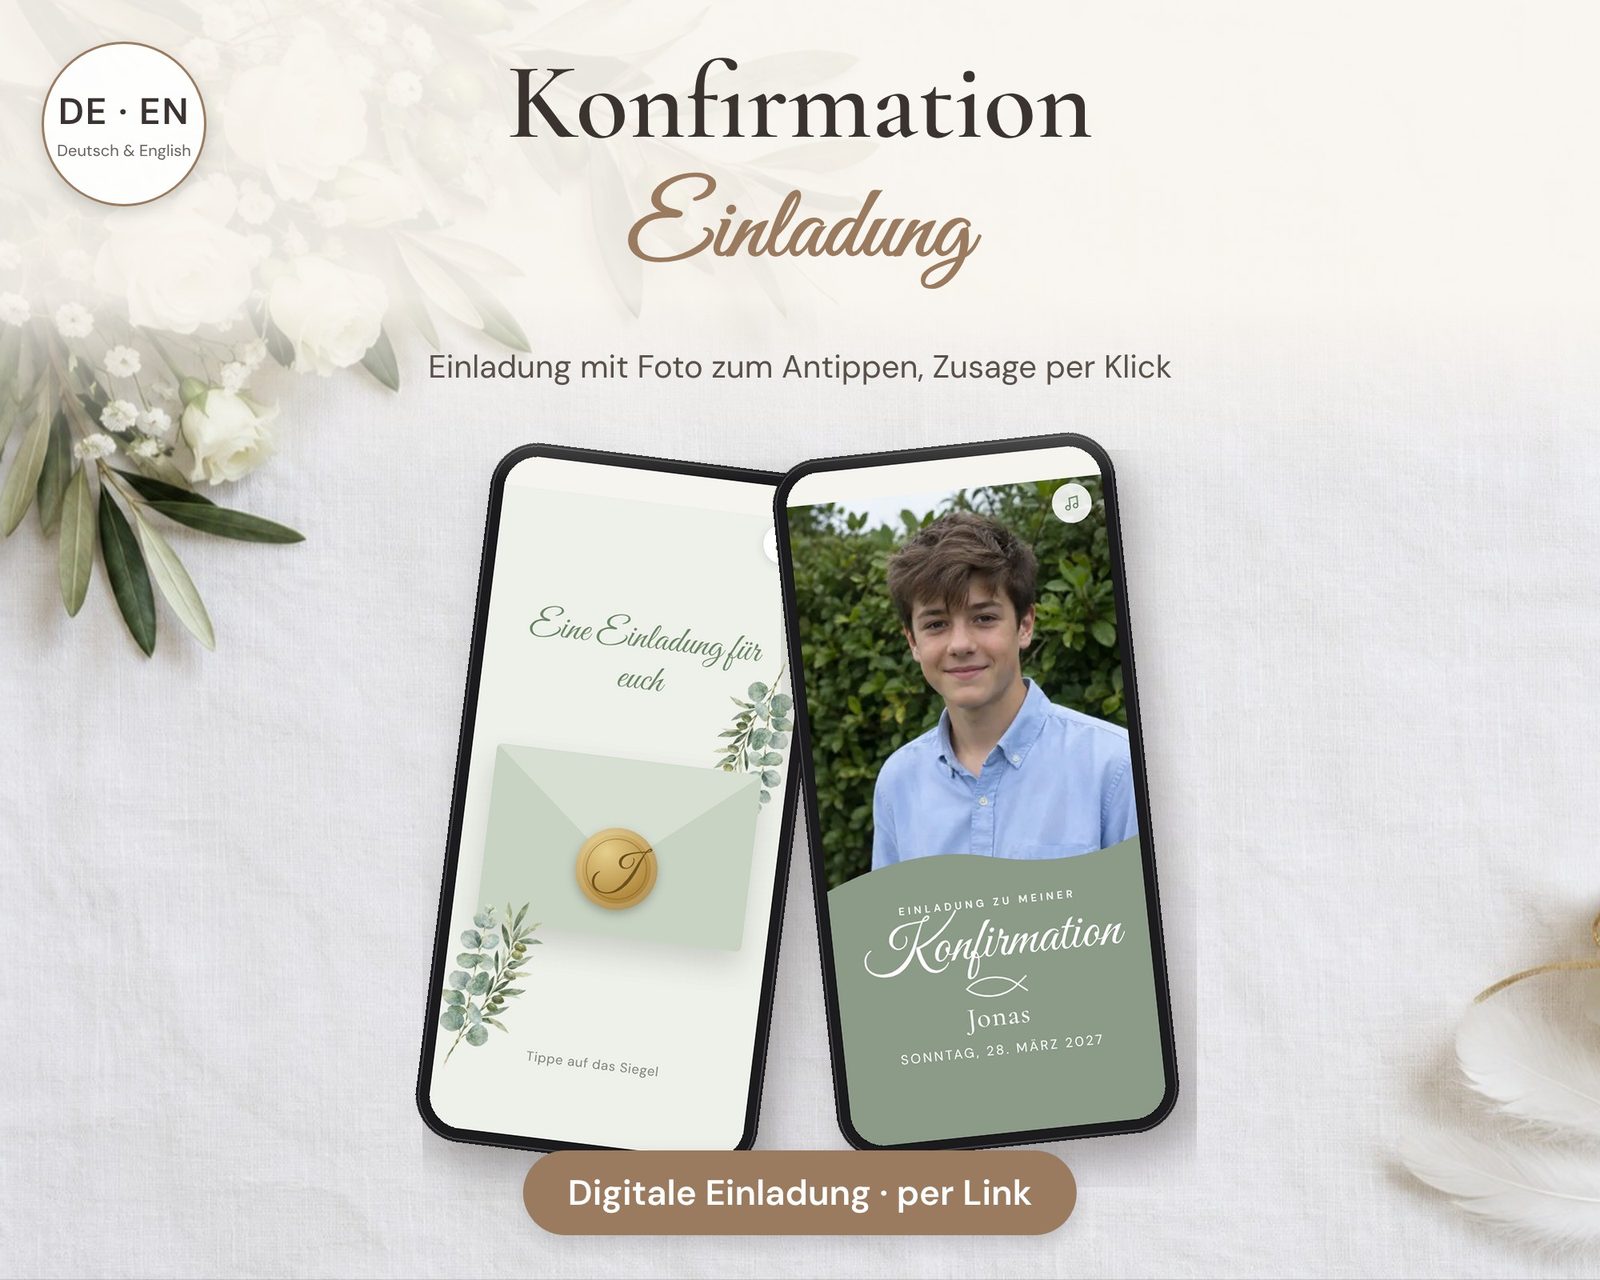 DE · EN
Deutsch & English
Konfirmation
Einladung
Einladung mit Foto zum Antippen, Zusage per Klick
Eine Einladung für
euch
J
Tippe auf das Siegel
EINLADUNG ZU MEINER
Konfirmation
Jonas
SONNTAG, 28. MÄRZ 2027
Digitale Einladung · per Link